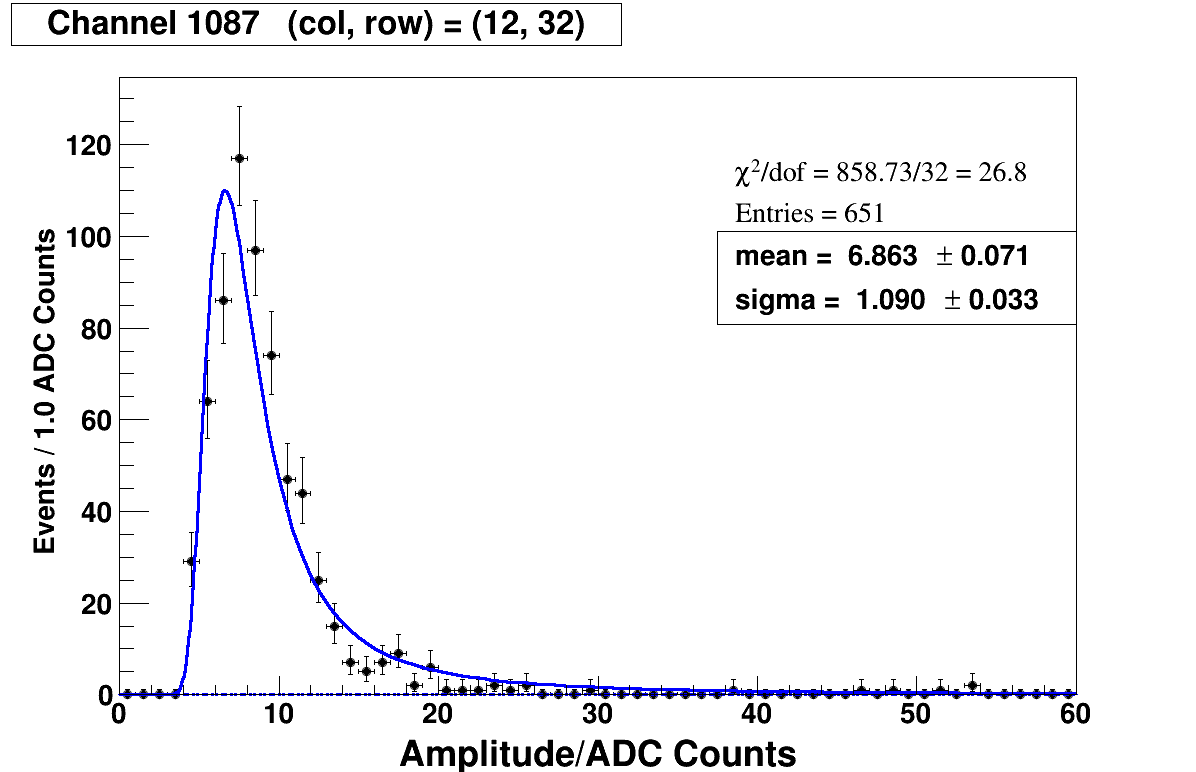 Channel 1087 (col, row) = (12, 32)
χ²/dof = 858.73/32 = 26.8
Entries = 651
mean = 6.863 ± 0.071
sigma = 1.090 ± 0.033
Events / 1.0 ADC Counts
120
100
80
60
40
20
0
0 10 20 30 40 50 60
Amplitude/ADC Counts